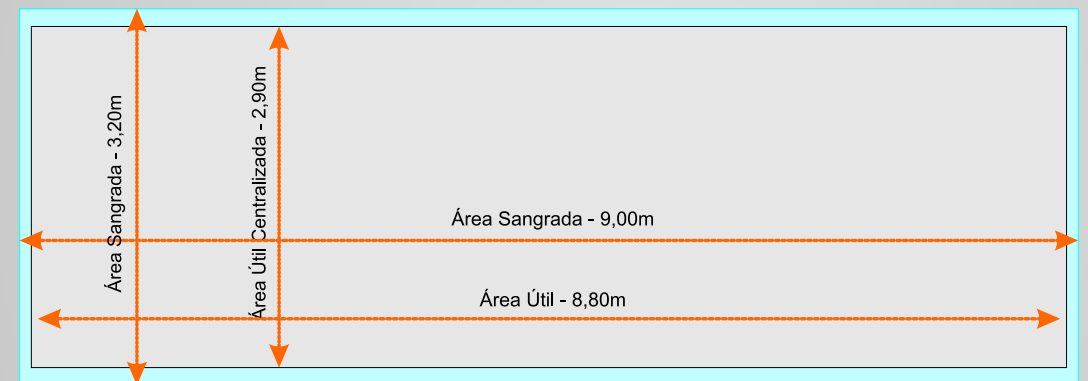 Área Sangrada - 3,20m
Área Útil Centralizada - 2,90m
Área Sangrada - 9,00m
Área Útil - 8,80m